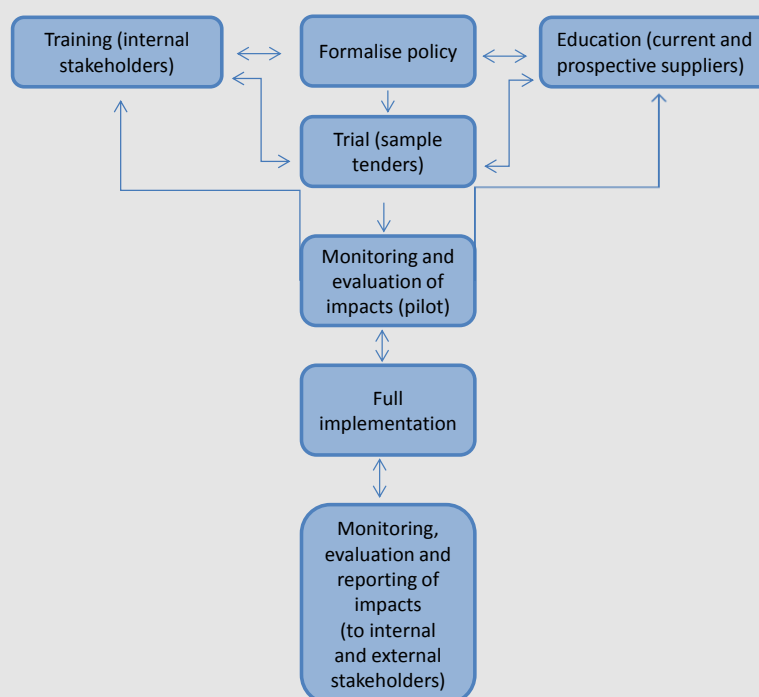 Training (internal
stakeholders)
Formalise policy
Education (current and
prospective suppliers)
Trial (sample
tenders)
Monitoring and
evaluation of
impacts (pilot)
Full
implementation
Monitoring,
evaluation and
reporting of
impacts
(to internal
and external
stakeholders)